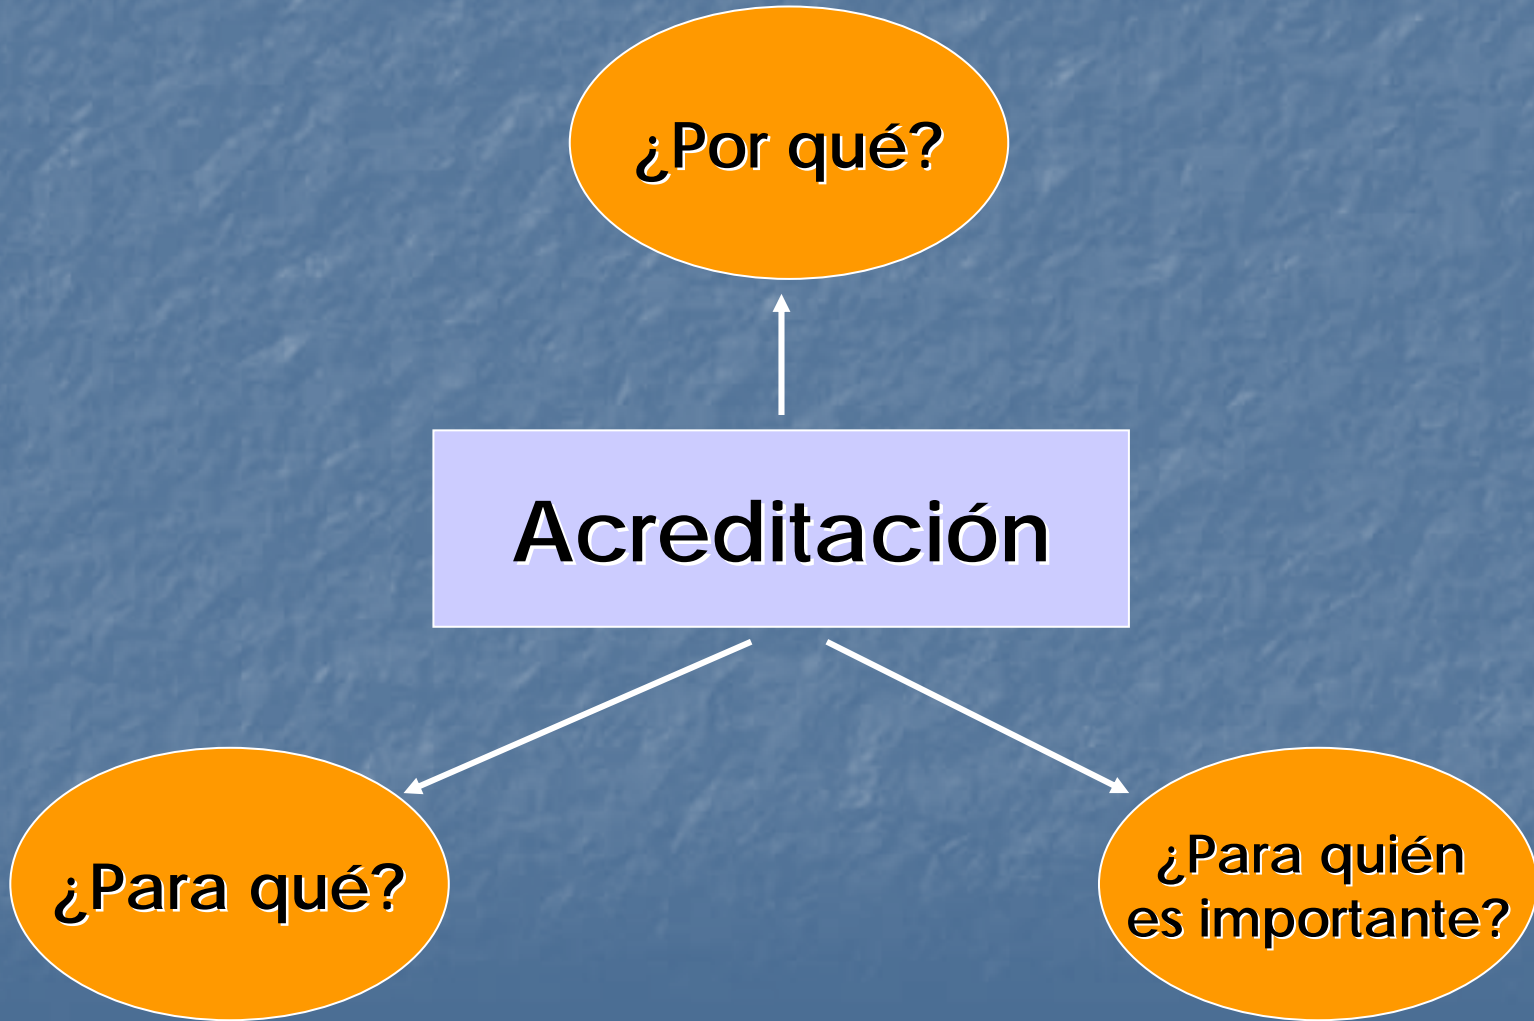 ¿Por qué?
Acreditación
¿Para qué?
¿Para quién
es importante?